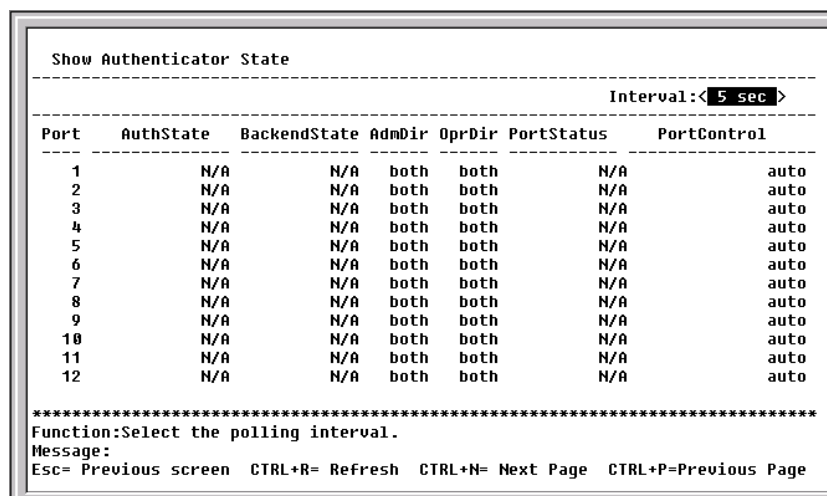 Show Authenticator State
--------------------------------------------------------------------------------
Interval:< 5 sec >
--------------------------------------------------------------------------------
Port AuthState BackendState AdmDir OprDir PortStatus PortControl
---- -------------- ------------ ------ ------ ------------ -------------------
1 N/A N/A both both N/A auto
2 N/A N/A both both N/A auto
3 N/A N/A both both N/A auto
4 N/A N/A both both N/A auto
5 N/A N/A both both N/A auto
6 N/A N/A both both N/A auto
7 N/A N/A both both N/A auto
8 N/A N/A both both N/A auto
9 N/A N/A both both N/A auto
10 N/A N/A both both N/A auto
11 N/A N/A both both N/A auto
12 N/A N/A both both N/A auto
********************************************************************************
Function:Select the polling interval.
Message:
Esc= Previous screen CTRL+R= Refresh CTRL+N= Next Page CTRL+P=Previous Page